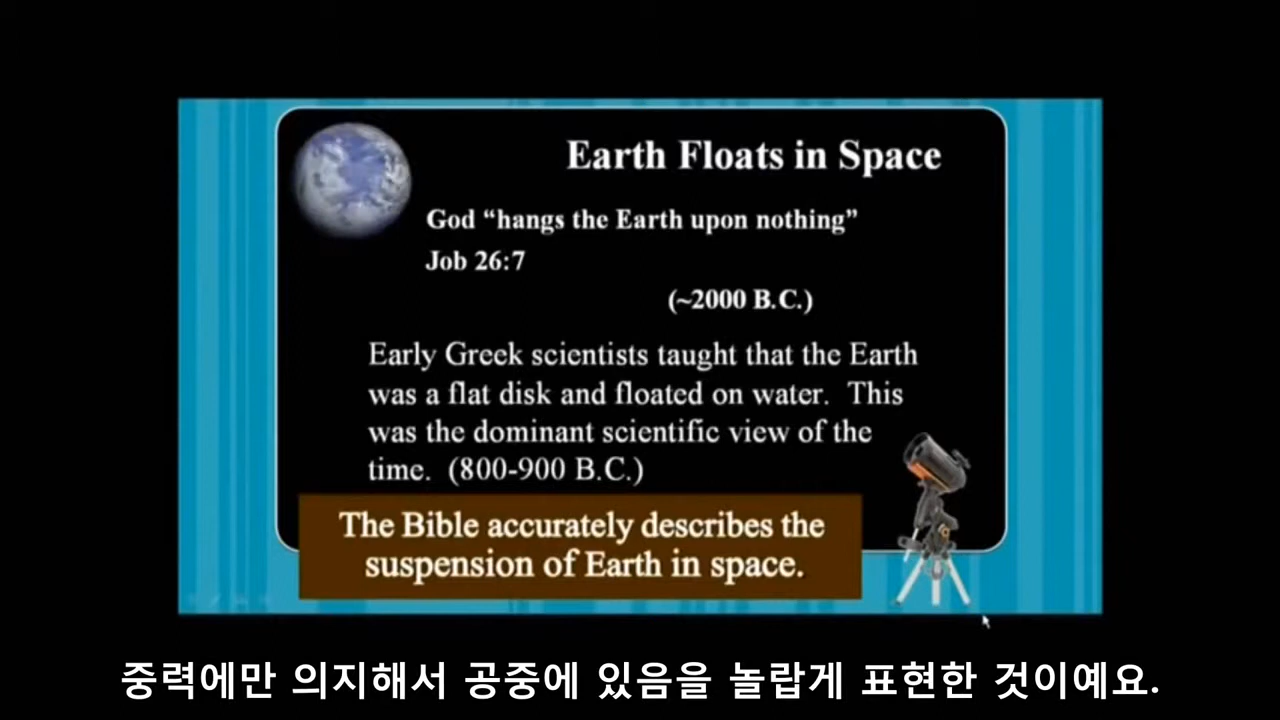 Earth Floats in Space
God “hangs the Earth upon nothing”
Job 26:7
(~2000 B.C.)
Early Greek scientists taught that the Earth
was a flat disk and floated on water.  This
was the dominant scientific view of the
time.  (800-900 B.C.)
The Bible accurately describes the
suspension of Earth in space.
중력에만 의지해서 공중에 있음을 놀랍게 표현한 것이예요.